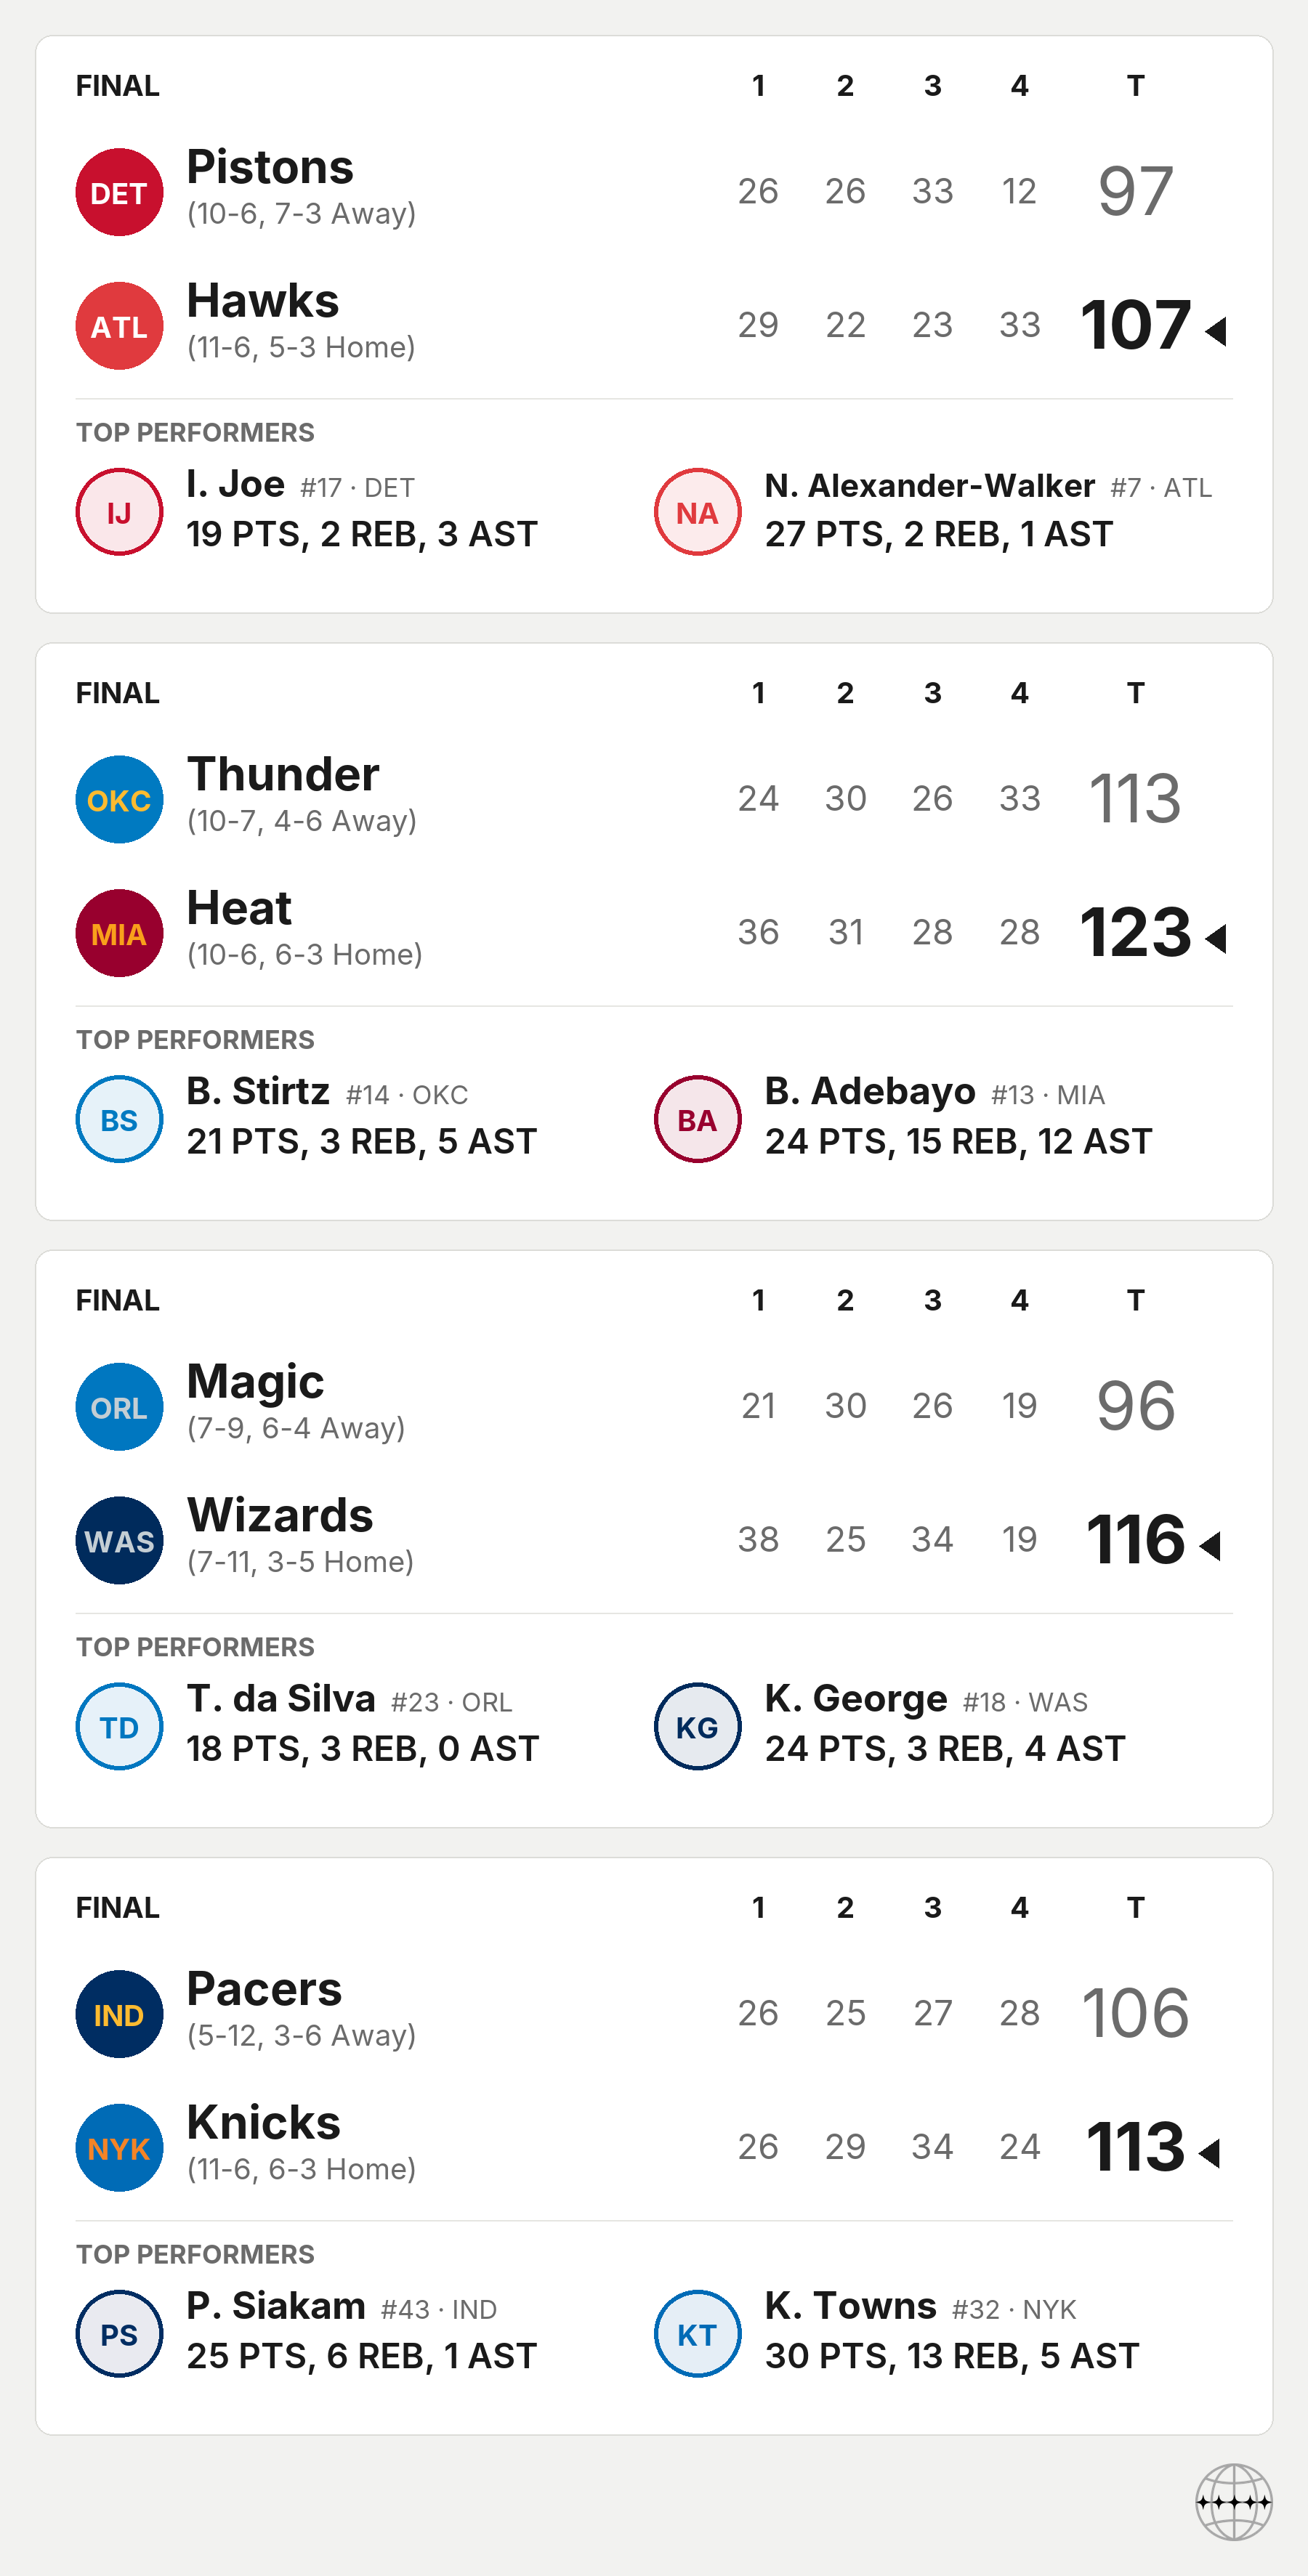 FINAL 1 2 3 4 T
DET Pistons 26 26 33 12 97
(10-6, 7-3 Away)
ATL Hawks 29 22 23 33 107
(11-6, 5-3 Home)
TOP PERFORMERS
IJ I. Joe #17 · DET
19 PTS, 2 REB, 3 AST
NA N. Alexander-Walker #7 · ATL
27 PTS, 2 REB, 1 AST
FINAL 1 2 3 4 T
OKC Thunder 24 30 26 33 113
(10-7, 4-6 Away)
MIA Heat 36 31 28 28 123
(10-6, 6-3 Home)
TOP PERFORMERS
BS B. Stirtz #14 · OKC
21 PTS, 3 REB, 5 AST
BA B. Adebayo #13 · MIA
24 PTS, 15 REB, 12 AST
FINAL 1 2 3 4 T
ORL Magic 21 30 26 19 96
(7-9, 6-4 Away)
WAS Wizards 38 25 34 19 116
(7-11, 3-5 Home)
TOP PERFORMERS
TD T. da Silva #23 · ORL
18 PTS, 3 REB, 0 AST
KG K. George #18 · WAS
24 PTS, 3 REB, 4 AST
FINAL 1 2 3 4 T
IND Pacers 26 25 27 28 106
(5-12, 3-6 Away)
NYK Knicks 26 29 34 24 113
(11-6, 6-3 Home)
TOP PERFORMERS
PS P. Siakam #43 · IND
25 PTS, 6 REB, 1 AST
KT K. Towns #32 · NYK
30 PTS, 13 REB, 5 AST